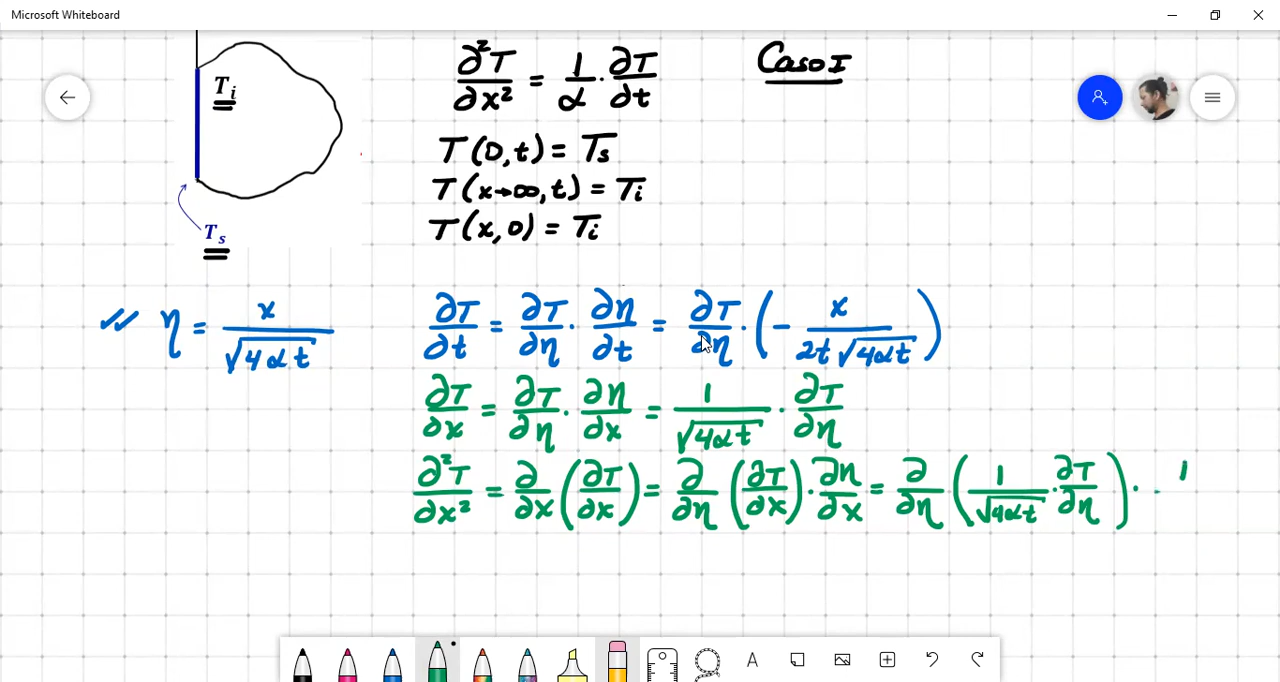 Microsoft Whiteboard
T_i
T_s
∂²T/∂x² = 1/α · ∂T/∂t
Caso I
T(0,t) = Ts
T(x→∞,t) = Ti
T(x,0) = Ti
η = x/√(4αt)
∂T/∂t = ∂T/∂η · ∂η/∂t = ∂T/∂η · (- x/(2t√(4αt)))
∂T/∂x = ∂T/∂η · ∂η/∂x = 1/√(4αt) · ∂T/∂η
∂²T/∂x² = ∂/∂x (∂T/∂x) = ∂/∂η (∂T/∂x) · ∂η/∂x = ∂/∂η (1/√(4αt) · ∂T/∂η) · 1
A